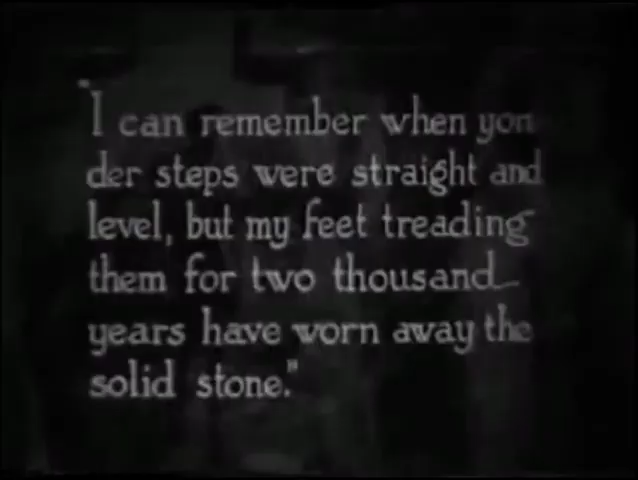 "I can remember when yon
der steps were straight and
level, but my feet treading
them for two thousand
years have worn away the
solid stone."